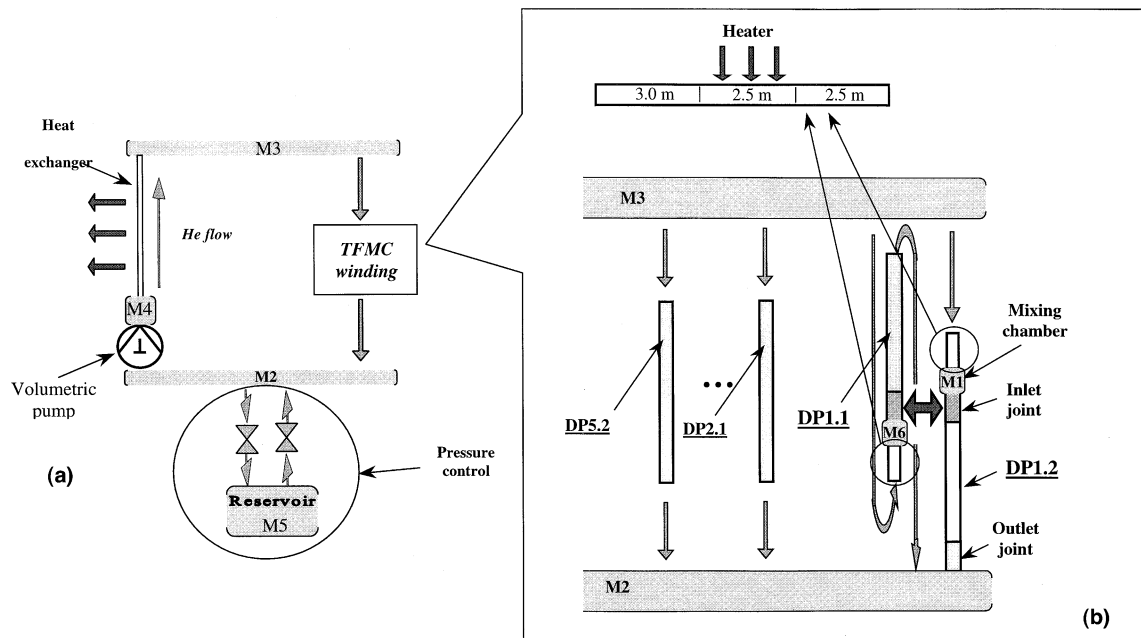 Heat
exchanger
M3
He flow
TFMC
winding
M4
Volumetric
pump
M2
Pressure
control
Reservoir
M5
(a)
Heater
3.0 m
2.5 m
2.5 m
M3
Mixing
chamber
M1
Inlet
joint
DP5.2
DP2.1
DP1.1
M6
DP1.2
Outlet
joint
M2
(b)